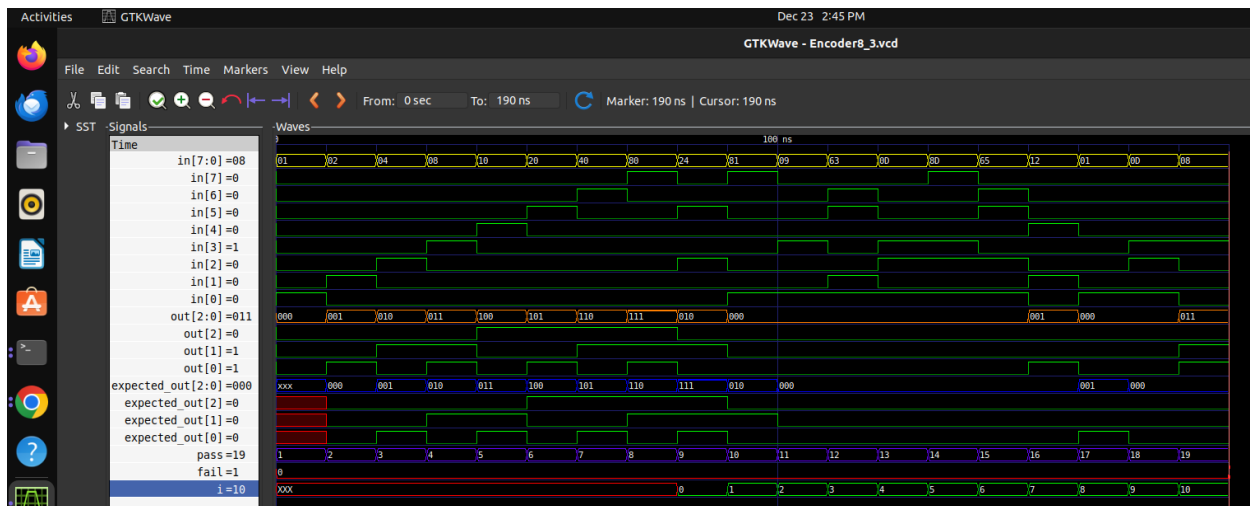 Activities GTKWave Dec 23 2:45 PM
GTKWave - Encoder8_3.vcd
File Edit Search Time Markers View Help
From: 0 sec To: 190 ns Marker: 190 ns | Cursor: 190 ns
SST Signals Waves
Time 100 ns
in[7:0] =08 01 02 04 08 10 20 40 80 24 81 09 63 0D 8D 65 12 01 0D 08
in[7] =0
in[6] =0
in[5] =0
in[4] =0
in[3] =1
in[2] =0
in[1] =0
in[0] =0
out[2:0] =011 000 001 010 011 100 101 110 111 010 000 001 000 011
out[2] =0
out[1] =1
out[0] =1
expected_out[2:0] =000 xxx 000 001 010 011 100 101 110 111 010 000 001 000
expected_out[2] =0
expected_out[1] =0
expected_out[0] =0
pass =19 1 2 3 4 5 6 7 8 9 10 11 12 13 14 15 16 17 18 19
fail =1 0
i =10 XXX 0 1 2 3 4 5 6 7 8 9 10